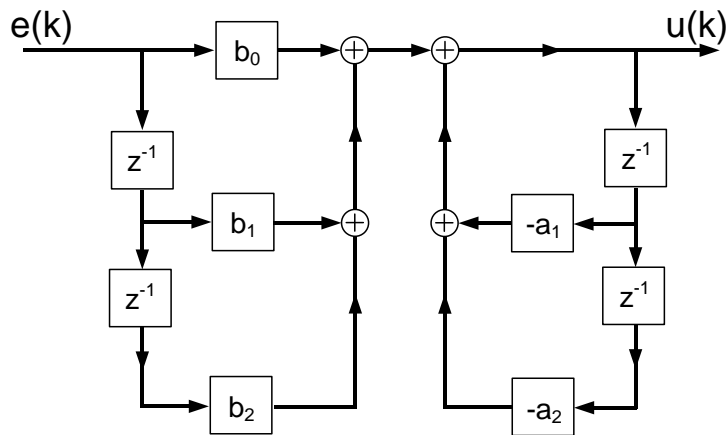 e(k) u(k)
b₀
z⁻¹ z⁻¹
b₁ -a₁
z⁻¹ z⁻¹
b₂ -a₂